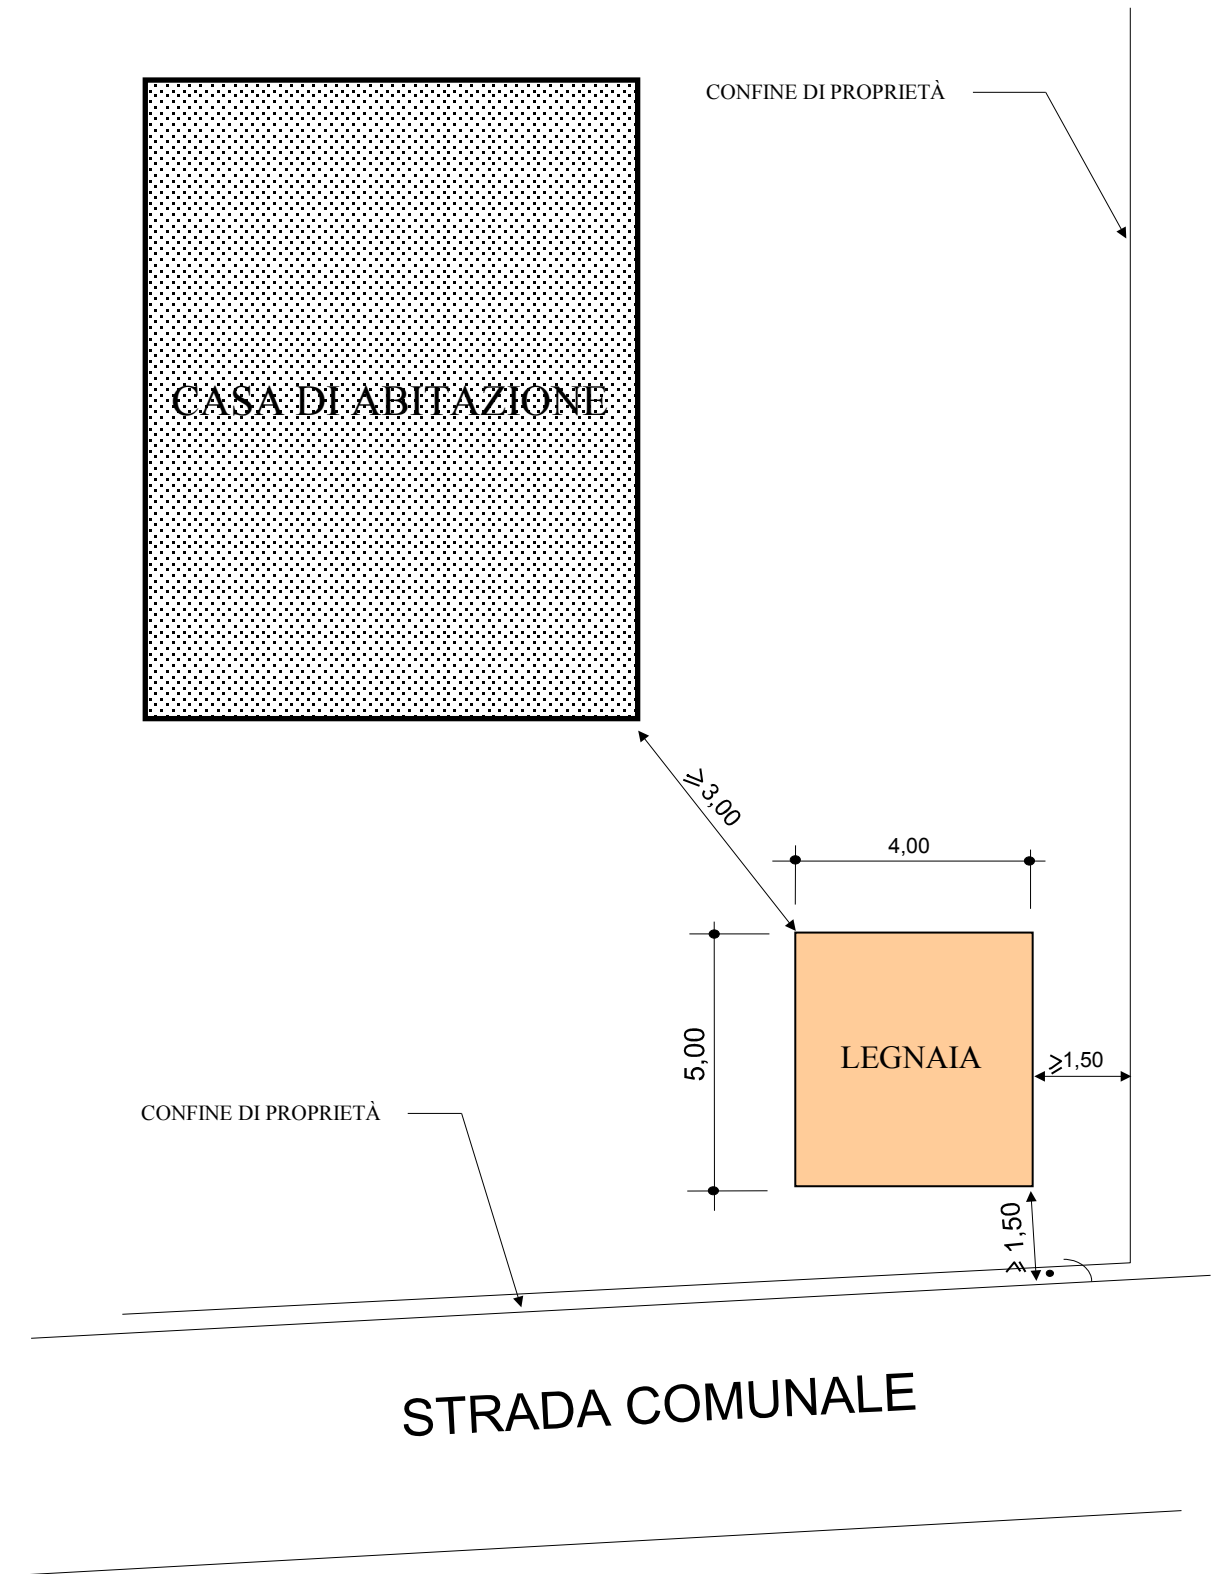 CONFINE DI PROPRIETÀ
CASA DI ABITAZIONE
⩾3,00
4,00
5,00
LEGNAIA
⩾1,50
CONFINE DI PROPRIETÀ
⩾ 1,50
STRADA COMUNALE